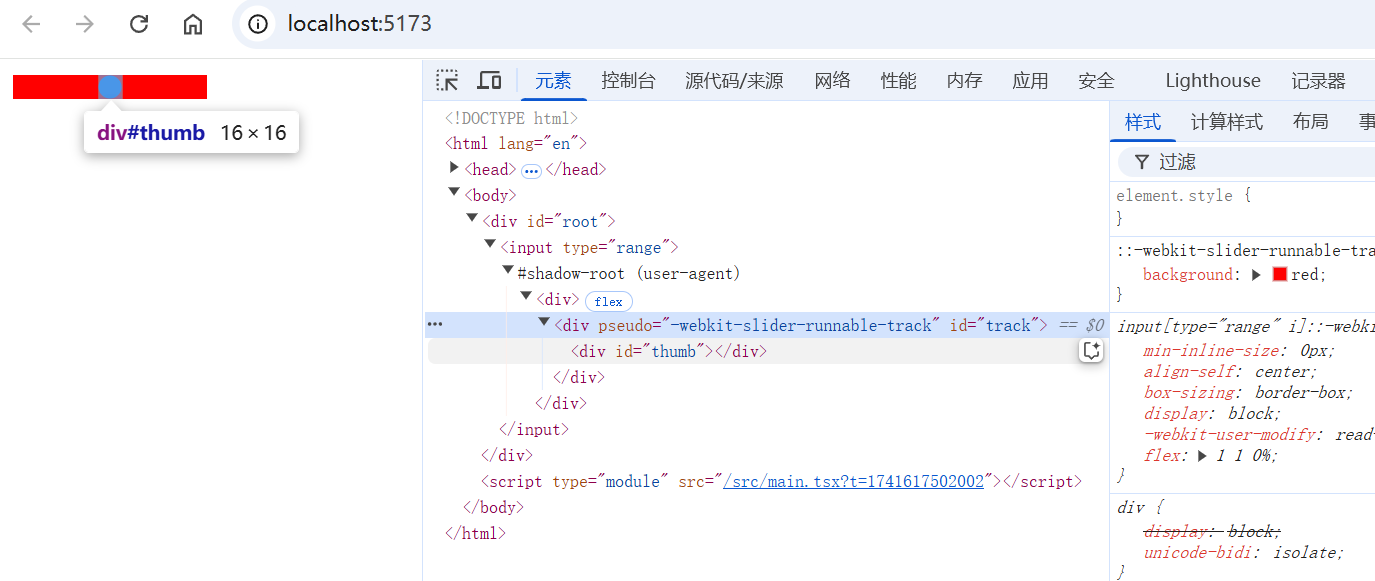 localhost:5173
div#thumb 16 × 16
元素 控制台 源代码/来源 网络 性能 内存 应用 安全 Lighthouse 记录器
<!DOCTYPE html>
<html lang="en">
<head> ••• </head>
<body>
<div id="root">
<input type="range">
#shadow-root (user-agent)
<div> flex
••• <div pseudo="-webkit-slider-runnable-track" id="track"> == $0
<div id="thumb"></div>
</div>
</div>
</input>
</div>
<script type="module" src="/src/main.tsx?t=1741617502002"></script>
</body>
</html>
样式 计算样式 布局 事
过滤
element.style {
}
::-webkit-slider-runnable-tra
background: red;
}
input[type="range" i]::-webki
min-inline-size: 0px;
align-self: center;
box-sizing: border-box;
display: block;
-webkit-user-modify: read-
flex: 1 1 0%;
}
div {
display: block;
unicode-bidi: isolate;
}